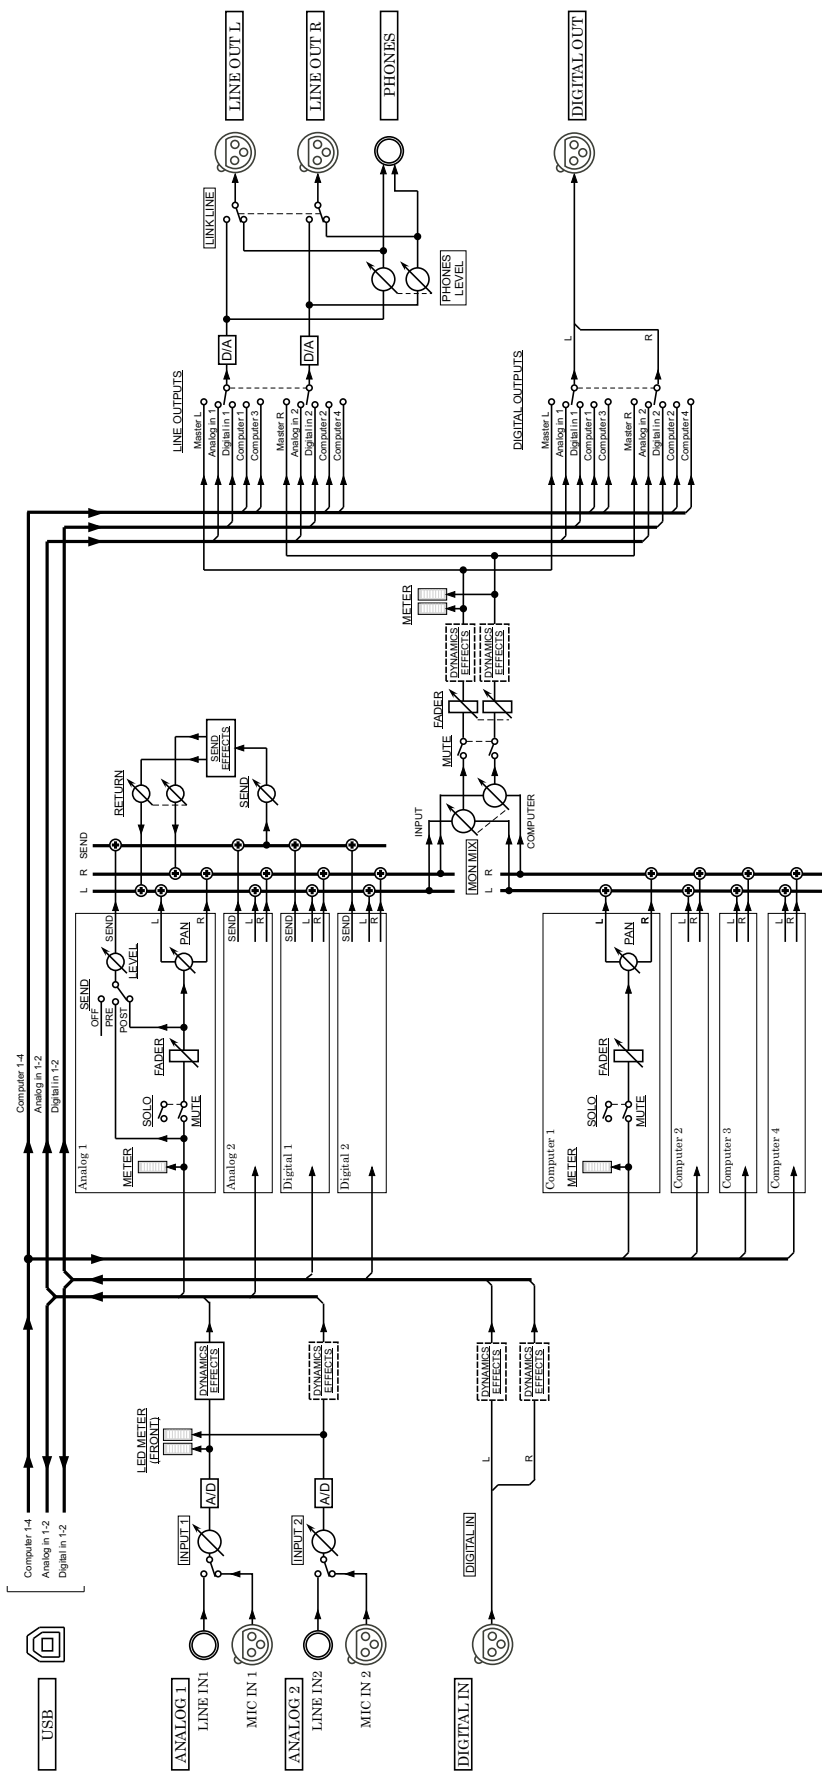 USB
Computer 1-4
Analog in 1-2
Digital in 1-2
ANALOG 1
LINE IN1
MIC IN 1
INPUT 1
A/D
LED METER
(FRONT)
DYNAMICS
EFFECTS
ANALOG 2
LINE IN2
MIC IN 2
INPUT 2
A/D
DYNAMICS
EFFECTS
DIGITAL IN
DIGITAL IN
L
R
DYNAMICS
EFFECTS
DYNAMICS
EFFECTS
Computer 1-4
Analog in 1-2
Digital in 1-2
Analog 1
METER
SOLO
MUTE
FADER
SEND
OFF
PRE
POST
LEVEL
PAN
SEND
L
R
Analog 2
SEND
L
R
Digital 1
SEND
L
R
Digital 2
SEND
L
R
Computer 1
METER
SOLO
MUTE
FADER
PAN
L
R
Computer 2
L
R
Computer 3
L
R
Computer 4
L
R
L
R
SEND
RETURN
SEND
SEND
EFFECTS
L
R
MON MIX
INPUT
COMPUTER
MUTE
FADER
DYNAMICS
EFFECTS
DYNAMICS
EFFECTS
METER
LINE OUTPUTS
Master L
Analog in 1
Digital in 1
Computer 1
Computer 3
Master R
Analog in 2
Digital in 2
Computer 2
Computer 4
D/A
D/A
LINK LINE
PHONES
LEVEL
LINE OUT L
LINE OUT R
PHONES
DIGITAL OUTPUTS
Master L
Analog in 1
Digital in 1
Computer 1
Computer 3
Master R
Analog in 2
Digital in 2
Computer 2
Computer 4
L
R
DIGITAL OUT